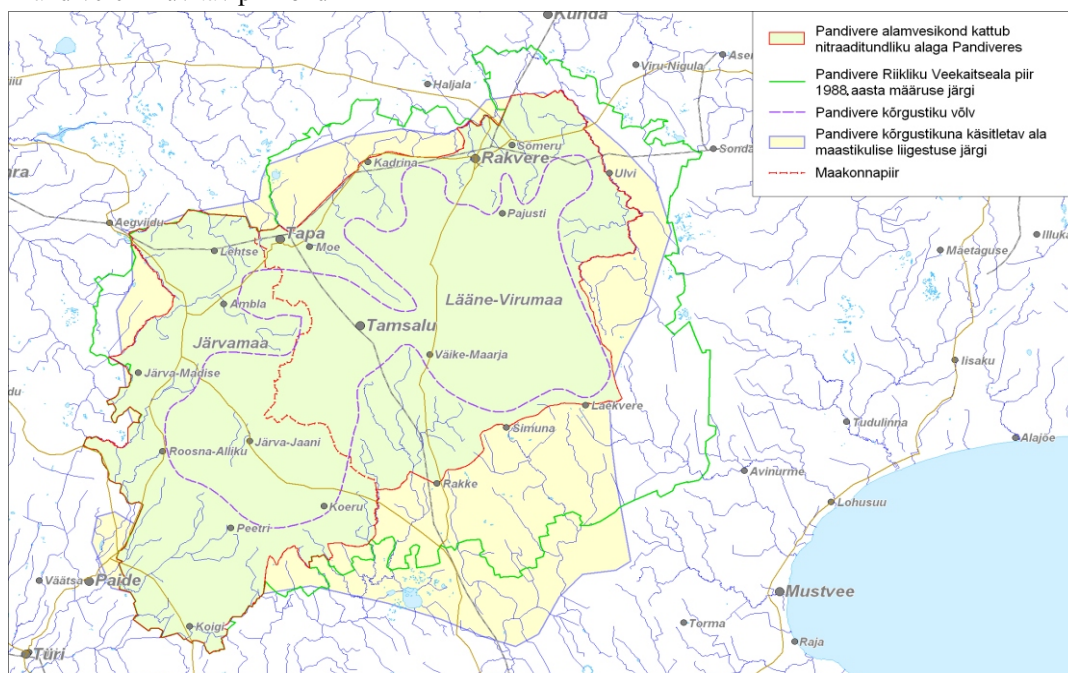 Kunda
Pandivere alamvesikond kattub
nitraaditundliku alaga Pandiveres
Pandivere Riikliku Veekaitseala piir
1988.aasta määruse järgi
Pandivere kõrgustiku võlv
Pandivere kõrgustikuna käsitletav ala
maastikulise liigestuse järgi
Maakonnapiir
Viru-Nigula
Aser
Haljala
Sõmeru
Sonda
Rakvere
Kadrina
Ulvi
Pajusti
Aegviidu
Tapa
Moe
Lehtse
Illuka
Mäetaguse
Ambla
Lääne-Virumaa
Tamsalu
Järvamaa
Väike-Maarja
Iisaku
Järva-Madise
Laekvere
Simuna
Tudulinna
Alajõe
Järva-Jaani
Roosna-Alliku
Avinurme
Rakke
Lohusuu
Koeru
Peetri
Väätsa
Paide
Mustvee
Koigi
Torma
Raja
Türi